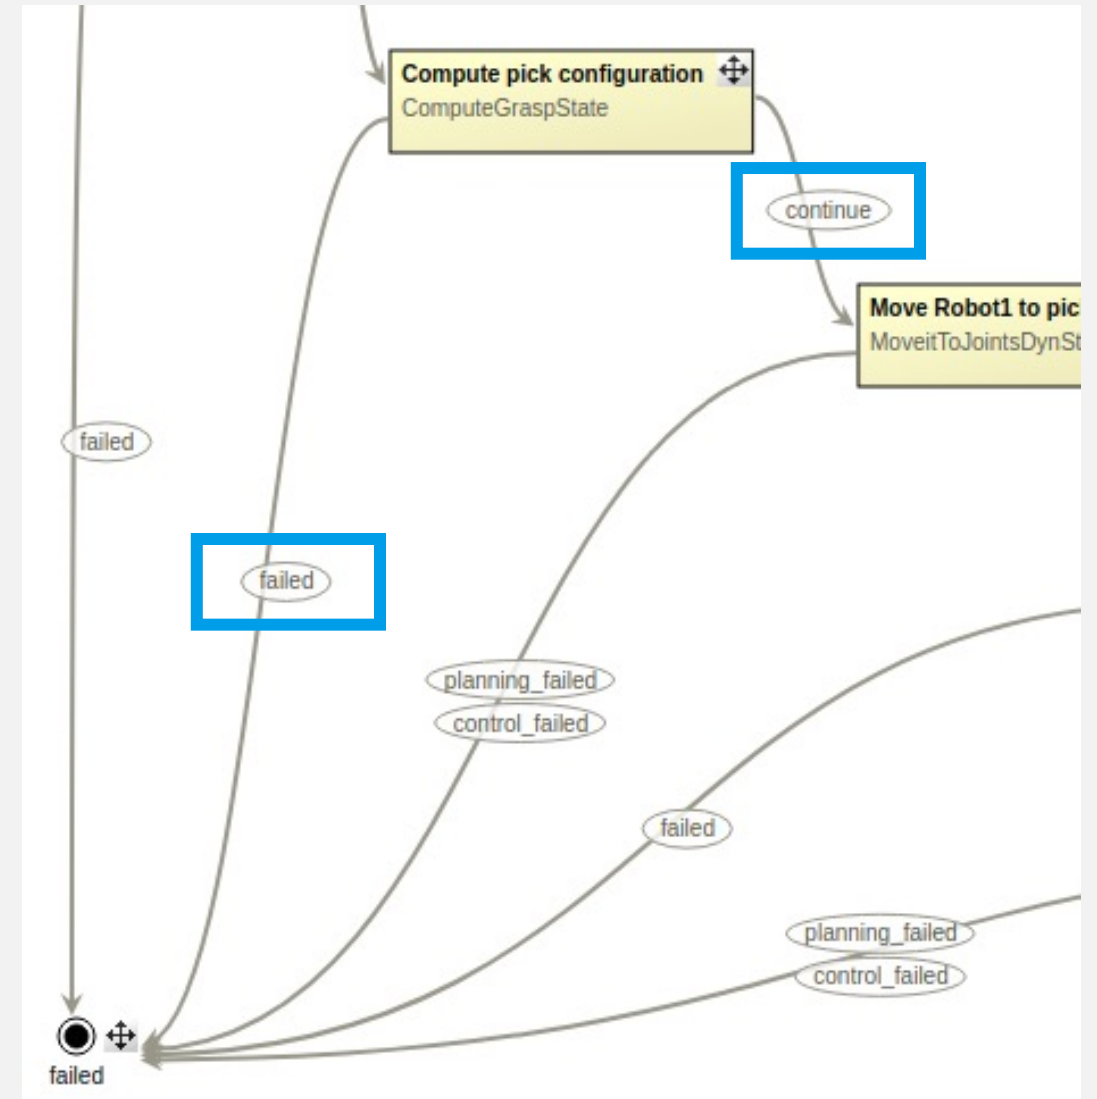 Compute pick configuration
ComputeGraspState
continue
Move Robot1 to pic
MoveitToJointsDynSt
failed
failed
planning_failed
control_failed
failed
planning_failed
control_failed
failed